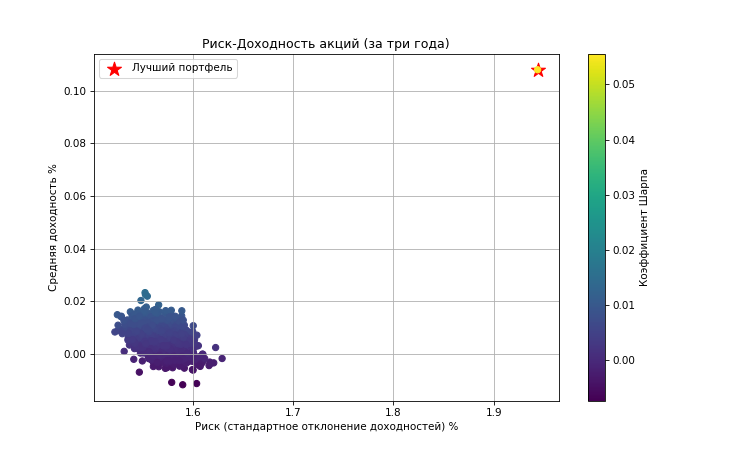 Риск-Доходность акций (за три года)
Лучший портфель
0.10
0.08
0.06
0.04
0.02
0.00
Средняя доходность %
1.6 1.7 1.8 1.9
Риск (стандартное отклонение доходностей) %
0.05
0.04
0.03
0.02
0.01
0.00
Коэффициент Шарпа